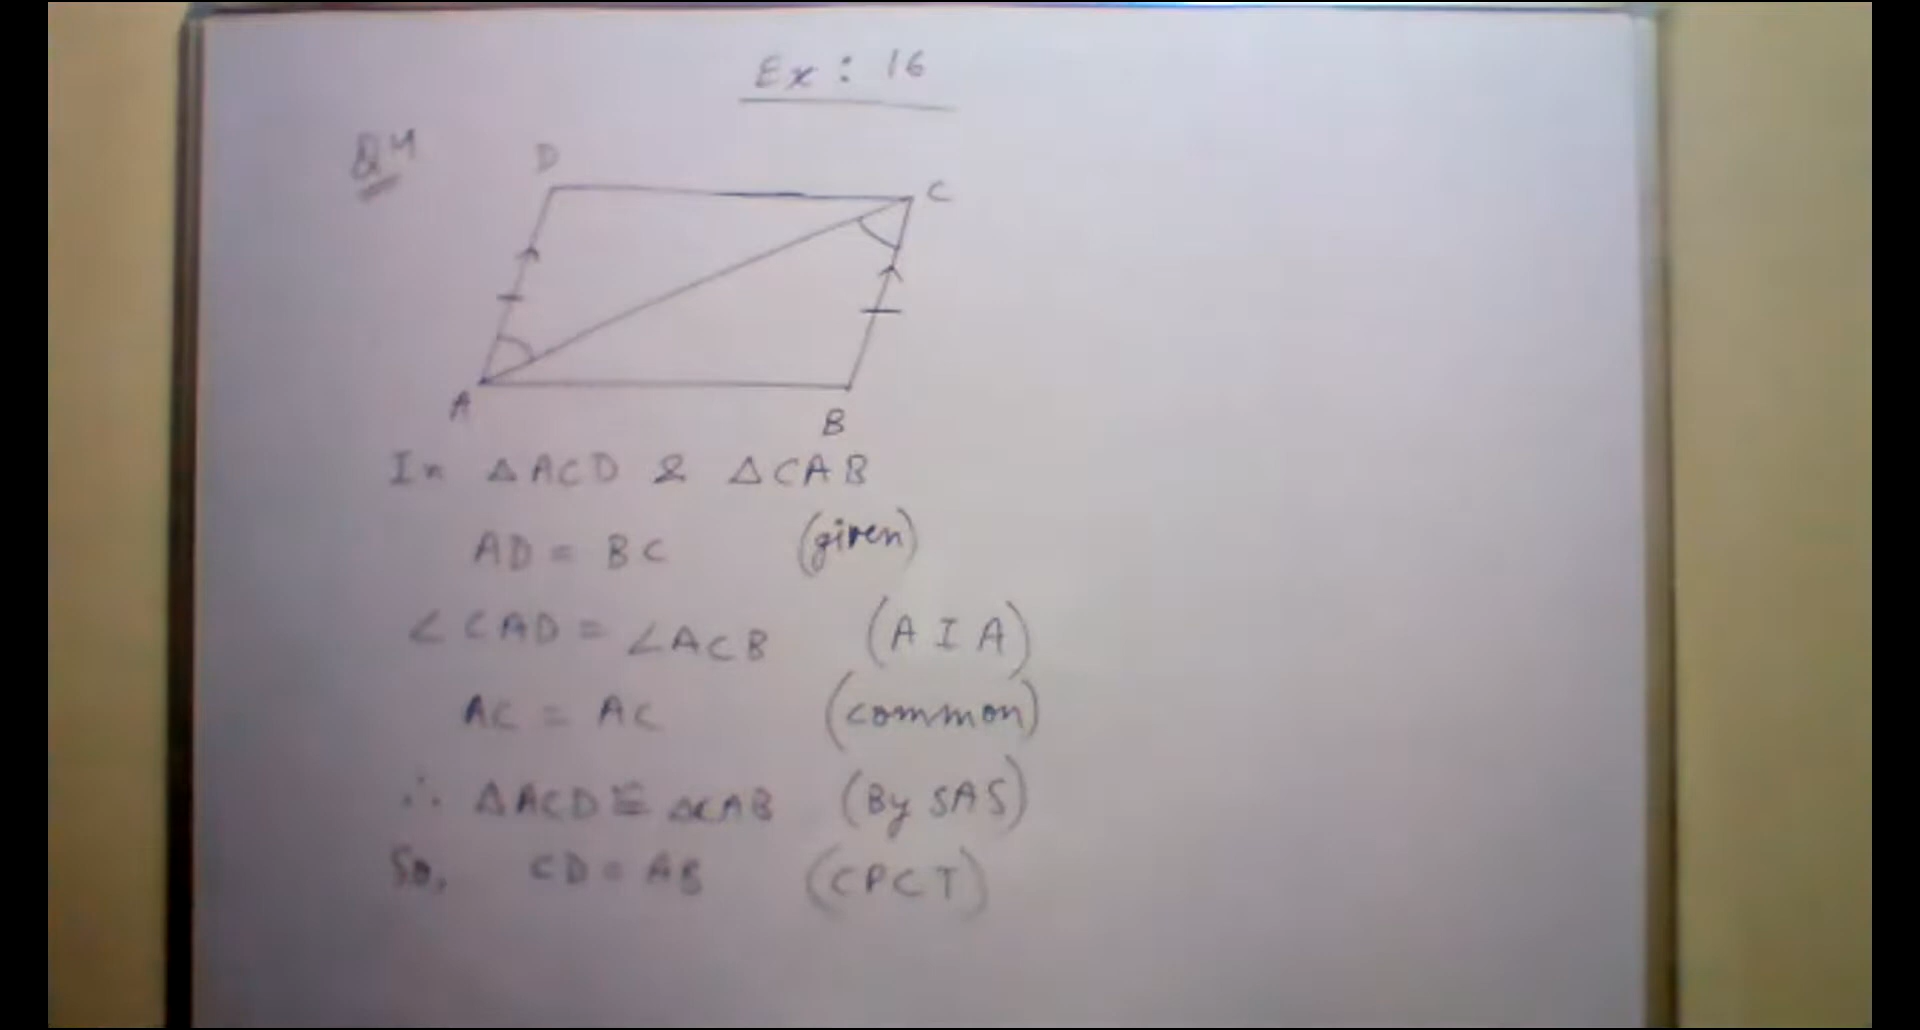 Ex : 16
Q4
D
C
A
B
In △ACD & △CAB
AD = BC (given)
∠CAD = ∠ACB (AIA)
AC = AC (common)
∴ △ACD ≅ △CAB (By SAS)
So, CD = AB (CPCT)